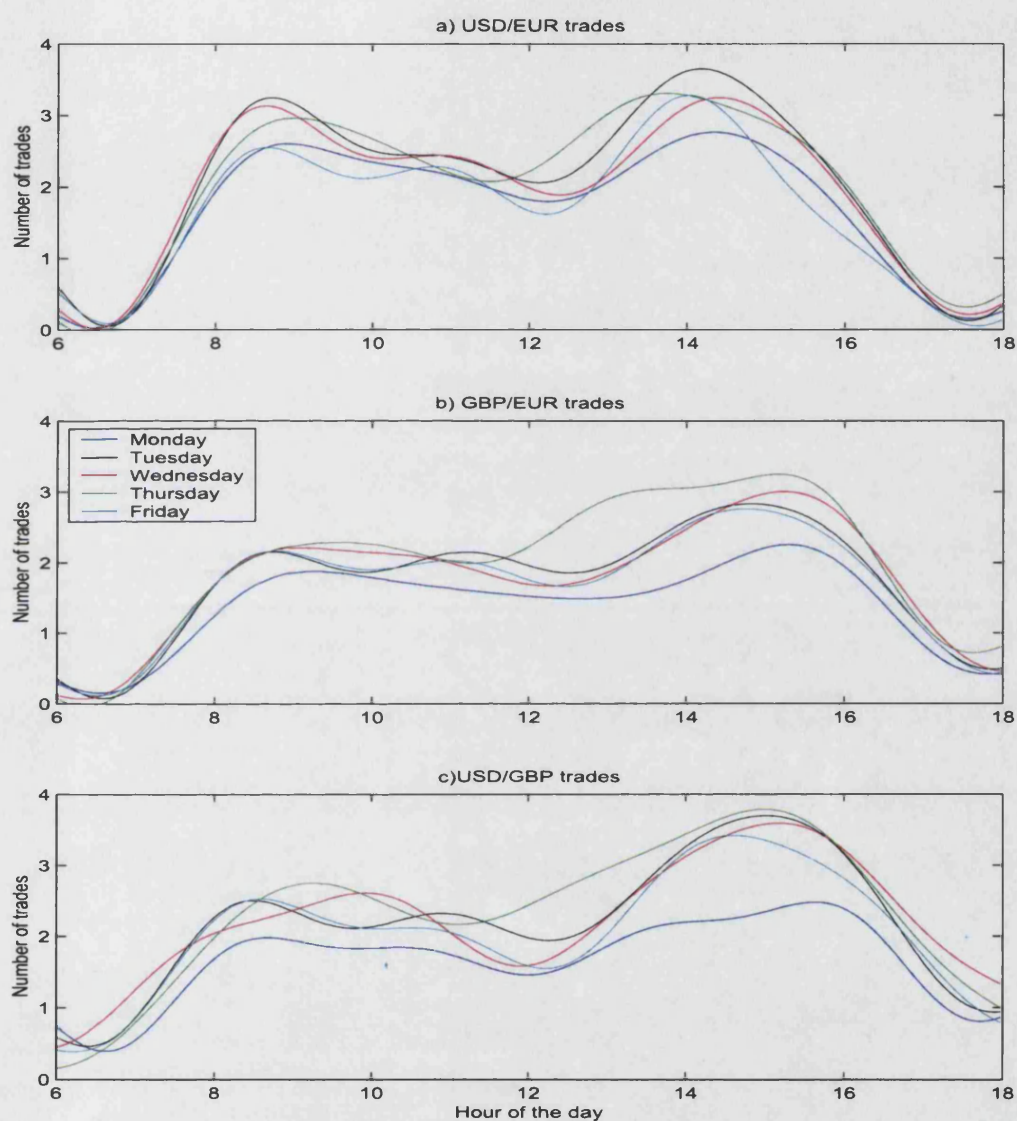 a) USD/EUR trades
Number of trades
4
3
2
1
0
6 8 10 12 14 16 18
b) GBP/EUR trades
Number of trades
4
3
2
1
0
Monday
Tuesday
Wednesday
Thursday
Friday
6 8 10 12 14 16 18
c)USD/GBP trades
Number of trades
4
3
2
1
0
6 8 10 12 14 16 18
Hour of the day